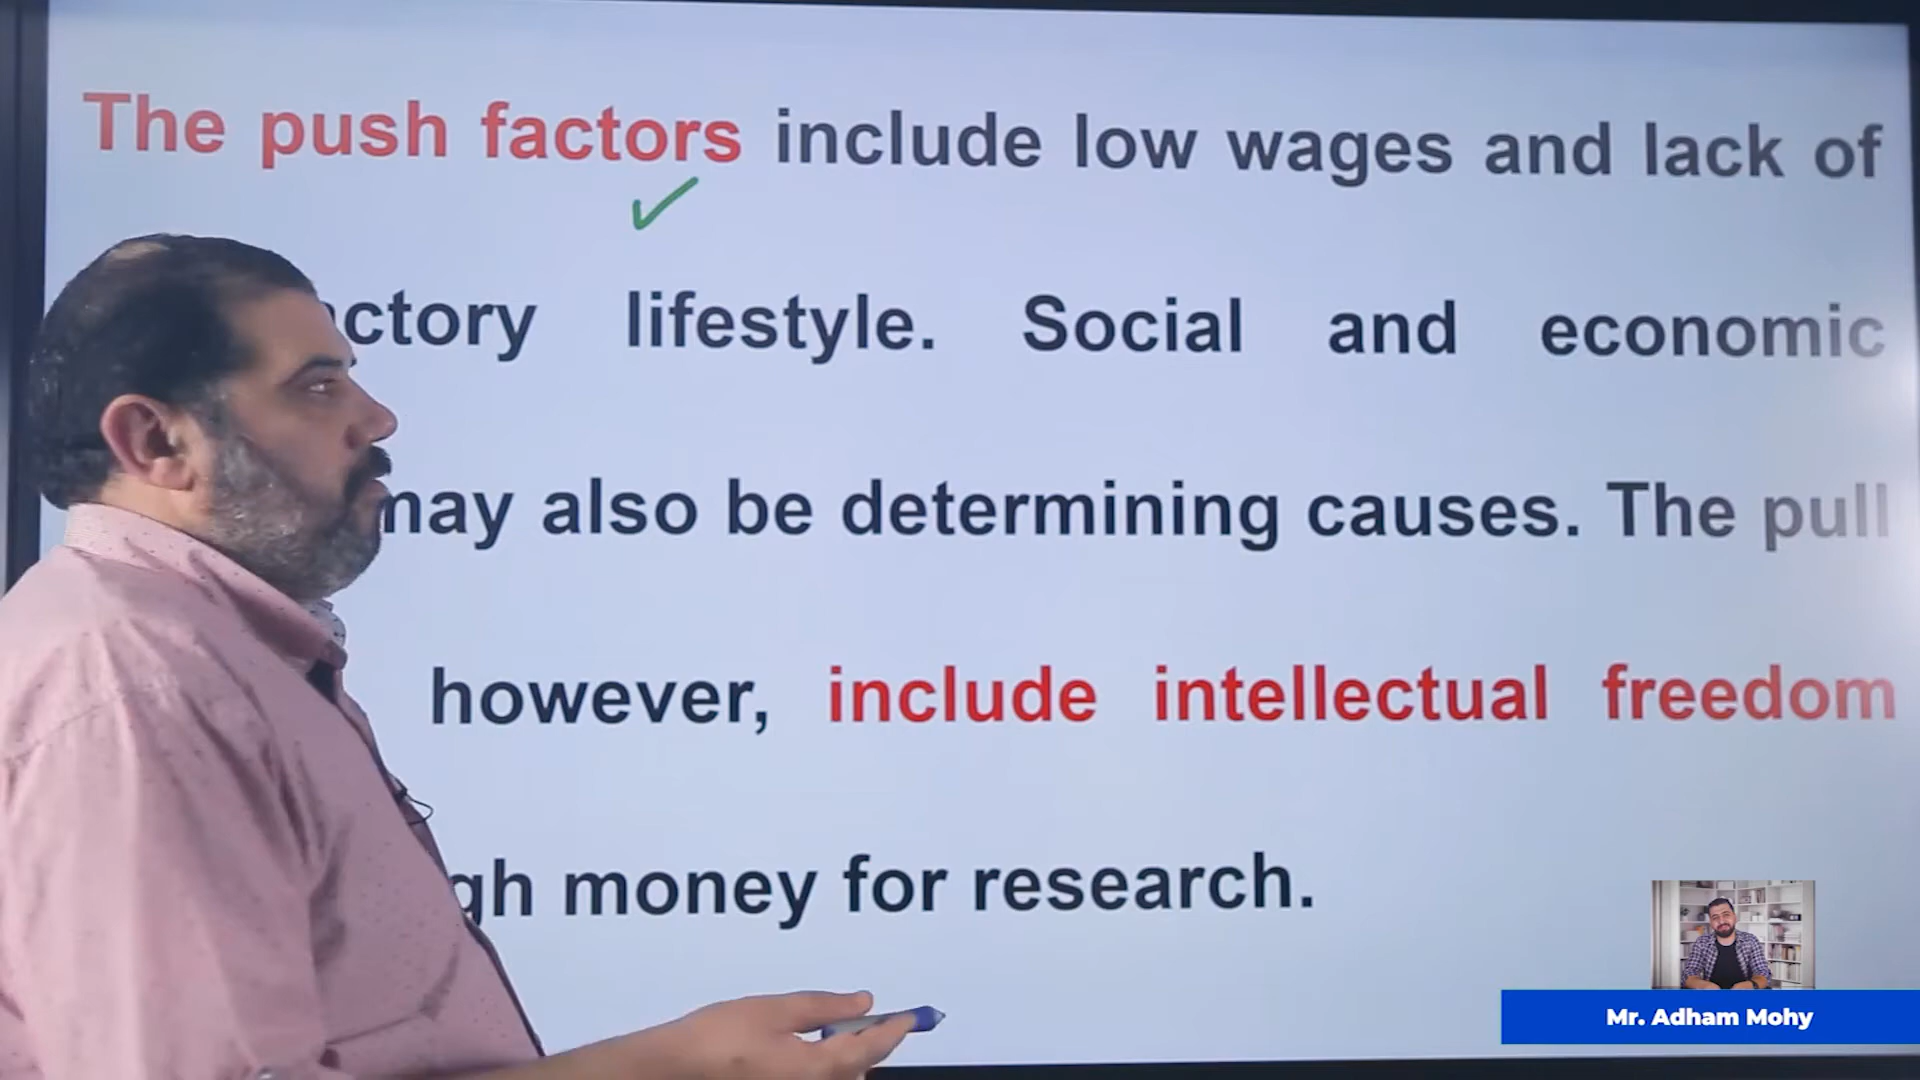 The push factors include low wages and lack of
lifestyle. Social and economic
may also be determining causes. The pull
however, include intellectual freedom
money for research.
Mr. Adham Mohy